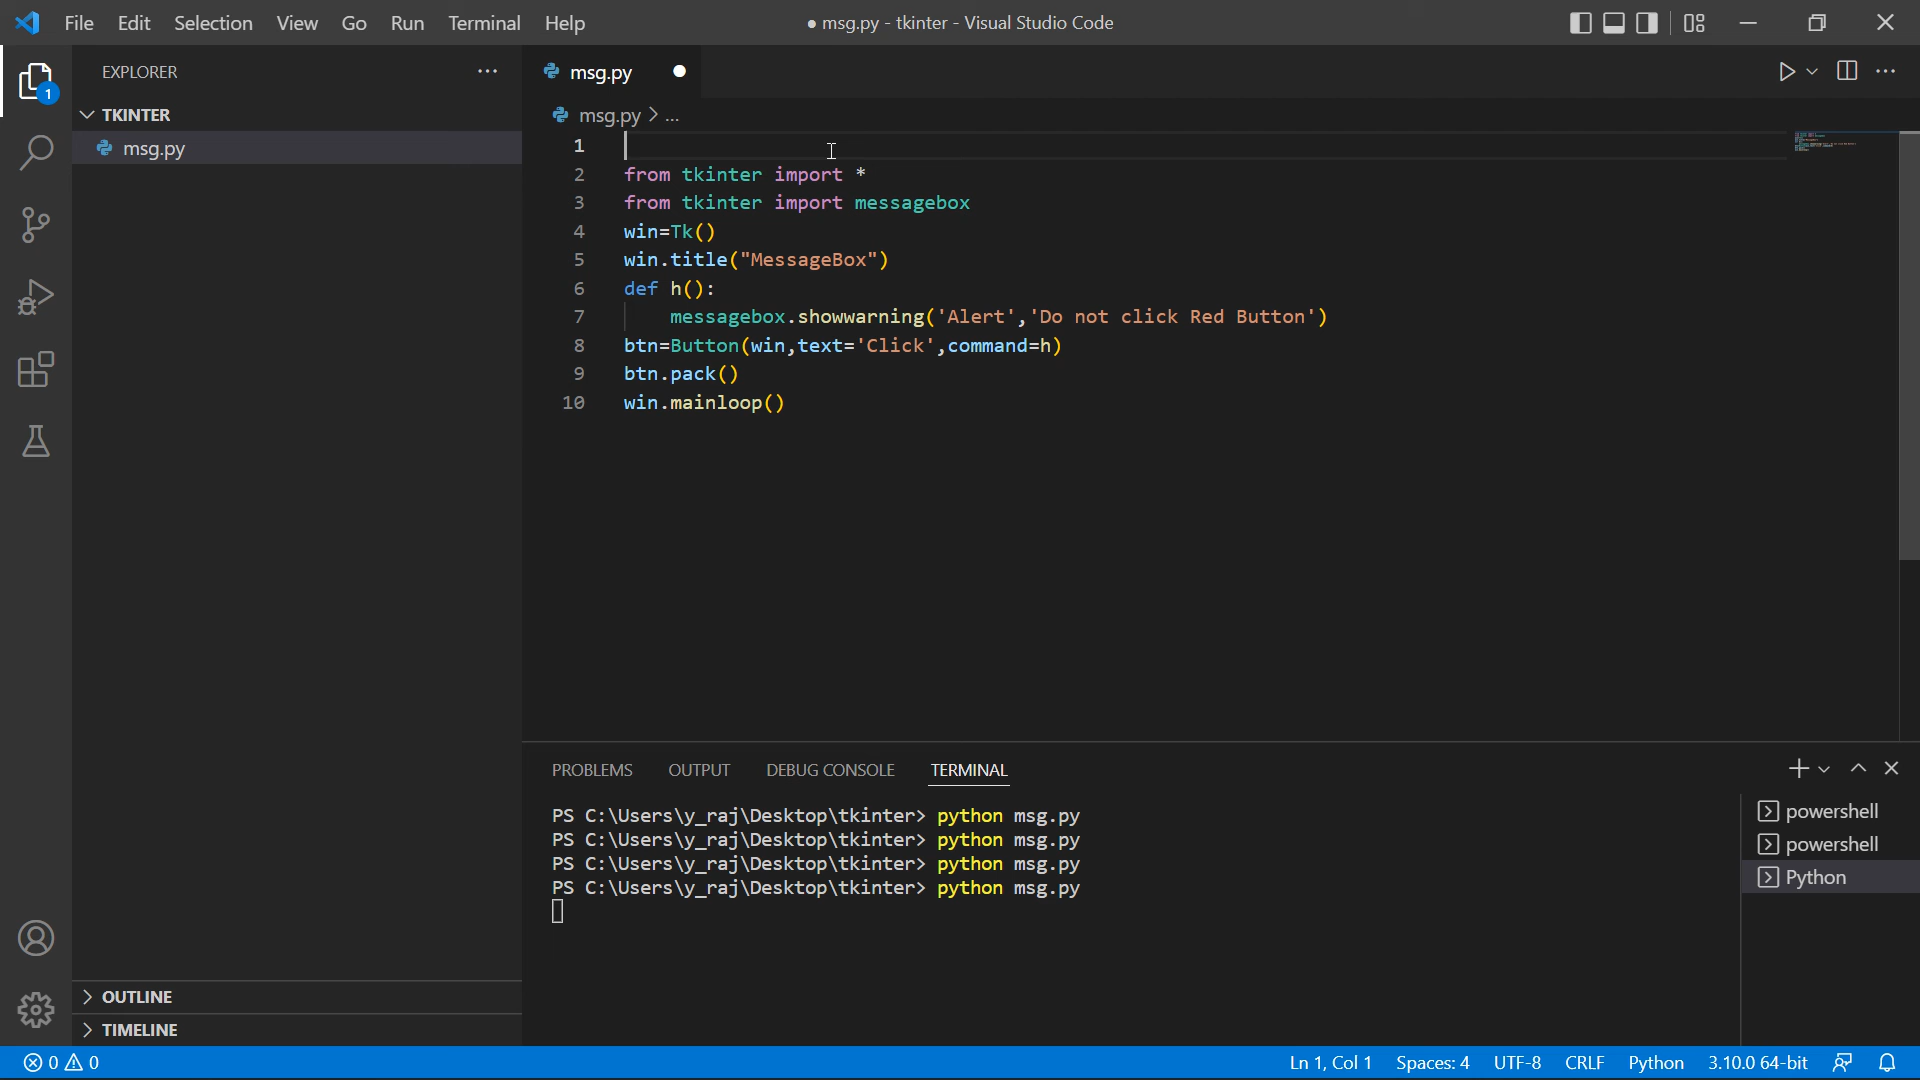 File Edit Selection View Go Run Terminal Help
● msg.py - tkinter - Visual Studio Code
EXPLORER
1
TKINTER
msg.py
msg.py
msg.py > ...
1
2 from tkinter import *
3 from tkinter import messagebox
4 win=Tk()
5 win.title("MessageBox")
6 def h():
7     messagebox.showwarning('Alert','Do not click Red Button')
8 btn=Button(win,text='Click',command=h)
9 btn.pack()
10 win.mainloop()
PROBLEMS OUTPUT DEBUG CONSOLE TERMINAL
PS C:\Users\y_raj\Desktop\tkinter> python msg.py
PS C:\Users\y_raj\Desktop\tkinter> python msg.py
PS C:\Users\y_raj\Desktop\tkinter> python msg.py
PS C:\Users\y_raj\Desktop\tkinter> python msg.py
powershell
powershell
Python
OUTLINE
TIMELINE
0 0
Ln 1, Col 1 Spaces: 4 UTF-8 CRLF Python 3.10.0 64-bit